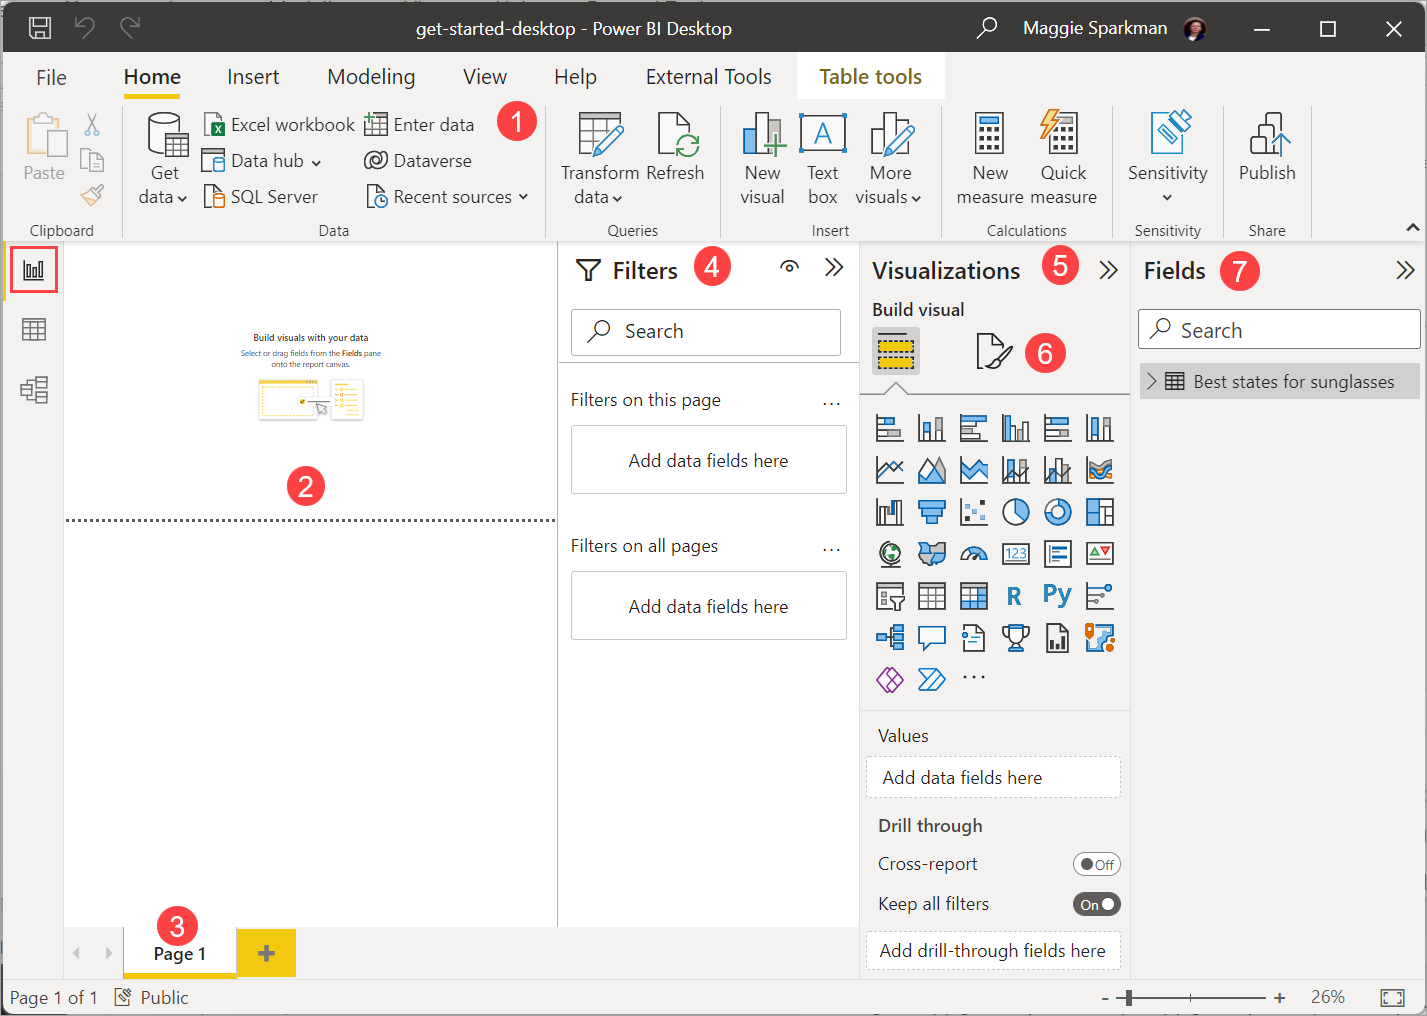 get-started-desktop - Power BI Desktop
Maggie Sparkman
File
Home
Insert
Modeling
View
Help
External Tools
Table tools
Paste
Clipboard
Get
data
Excel workbook
Data hub
SQL Server
Enter data
Dataverse
Recent sources
1
Data
Transform
data
Refresh
Queries
New
visual
Text
box
More
visuals
Insert
New
measure
Quick
measure
Calculations
Sensitivity
Sensitivity
Publish
Share
A
Build visuals with your data
Select or drag fields from the Fields pane
onto the report canvas.
2
Filters
4
Search
Filters on this page
...
Add data fields here
Filters on all pages
...
Add data fields here
Visualizations
5
Build visual
6
123
R
Py
...
Values
Add data fields here
Drill through
Cross-report
Off
Keep all filters
On
Add drill-through fields here
Fields
7
Search
Best states for sunglasses
3
Page 1
+
Page 1 of 1
Public
-
+
26%